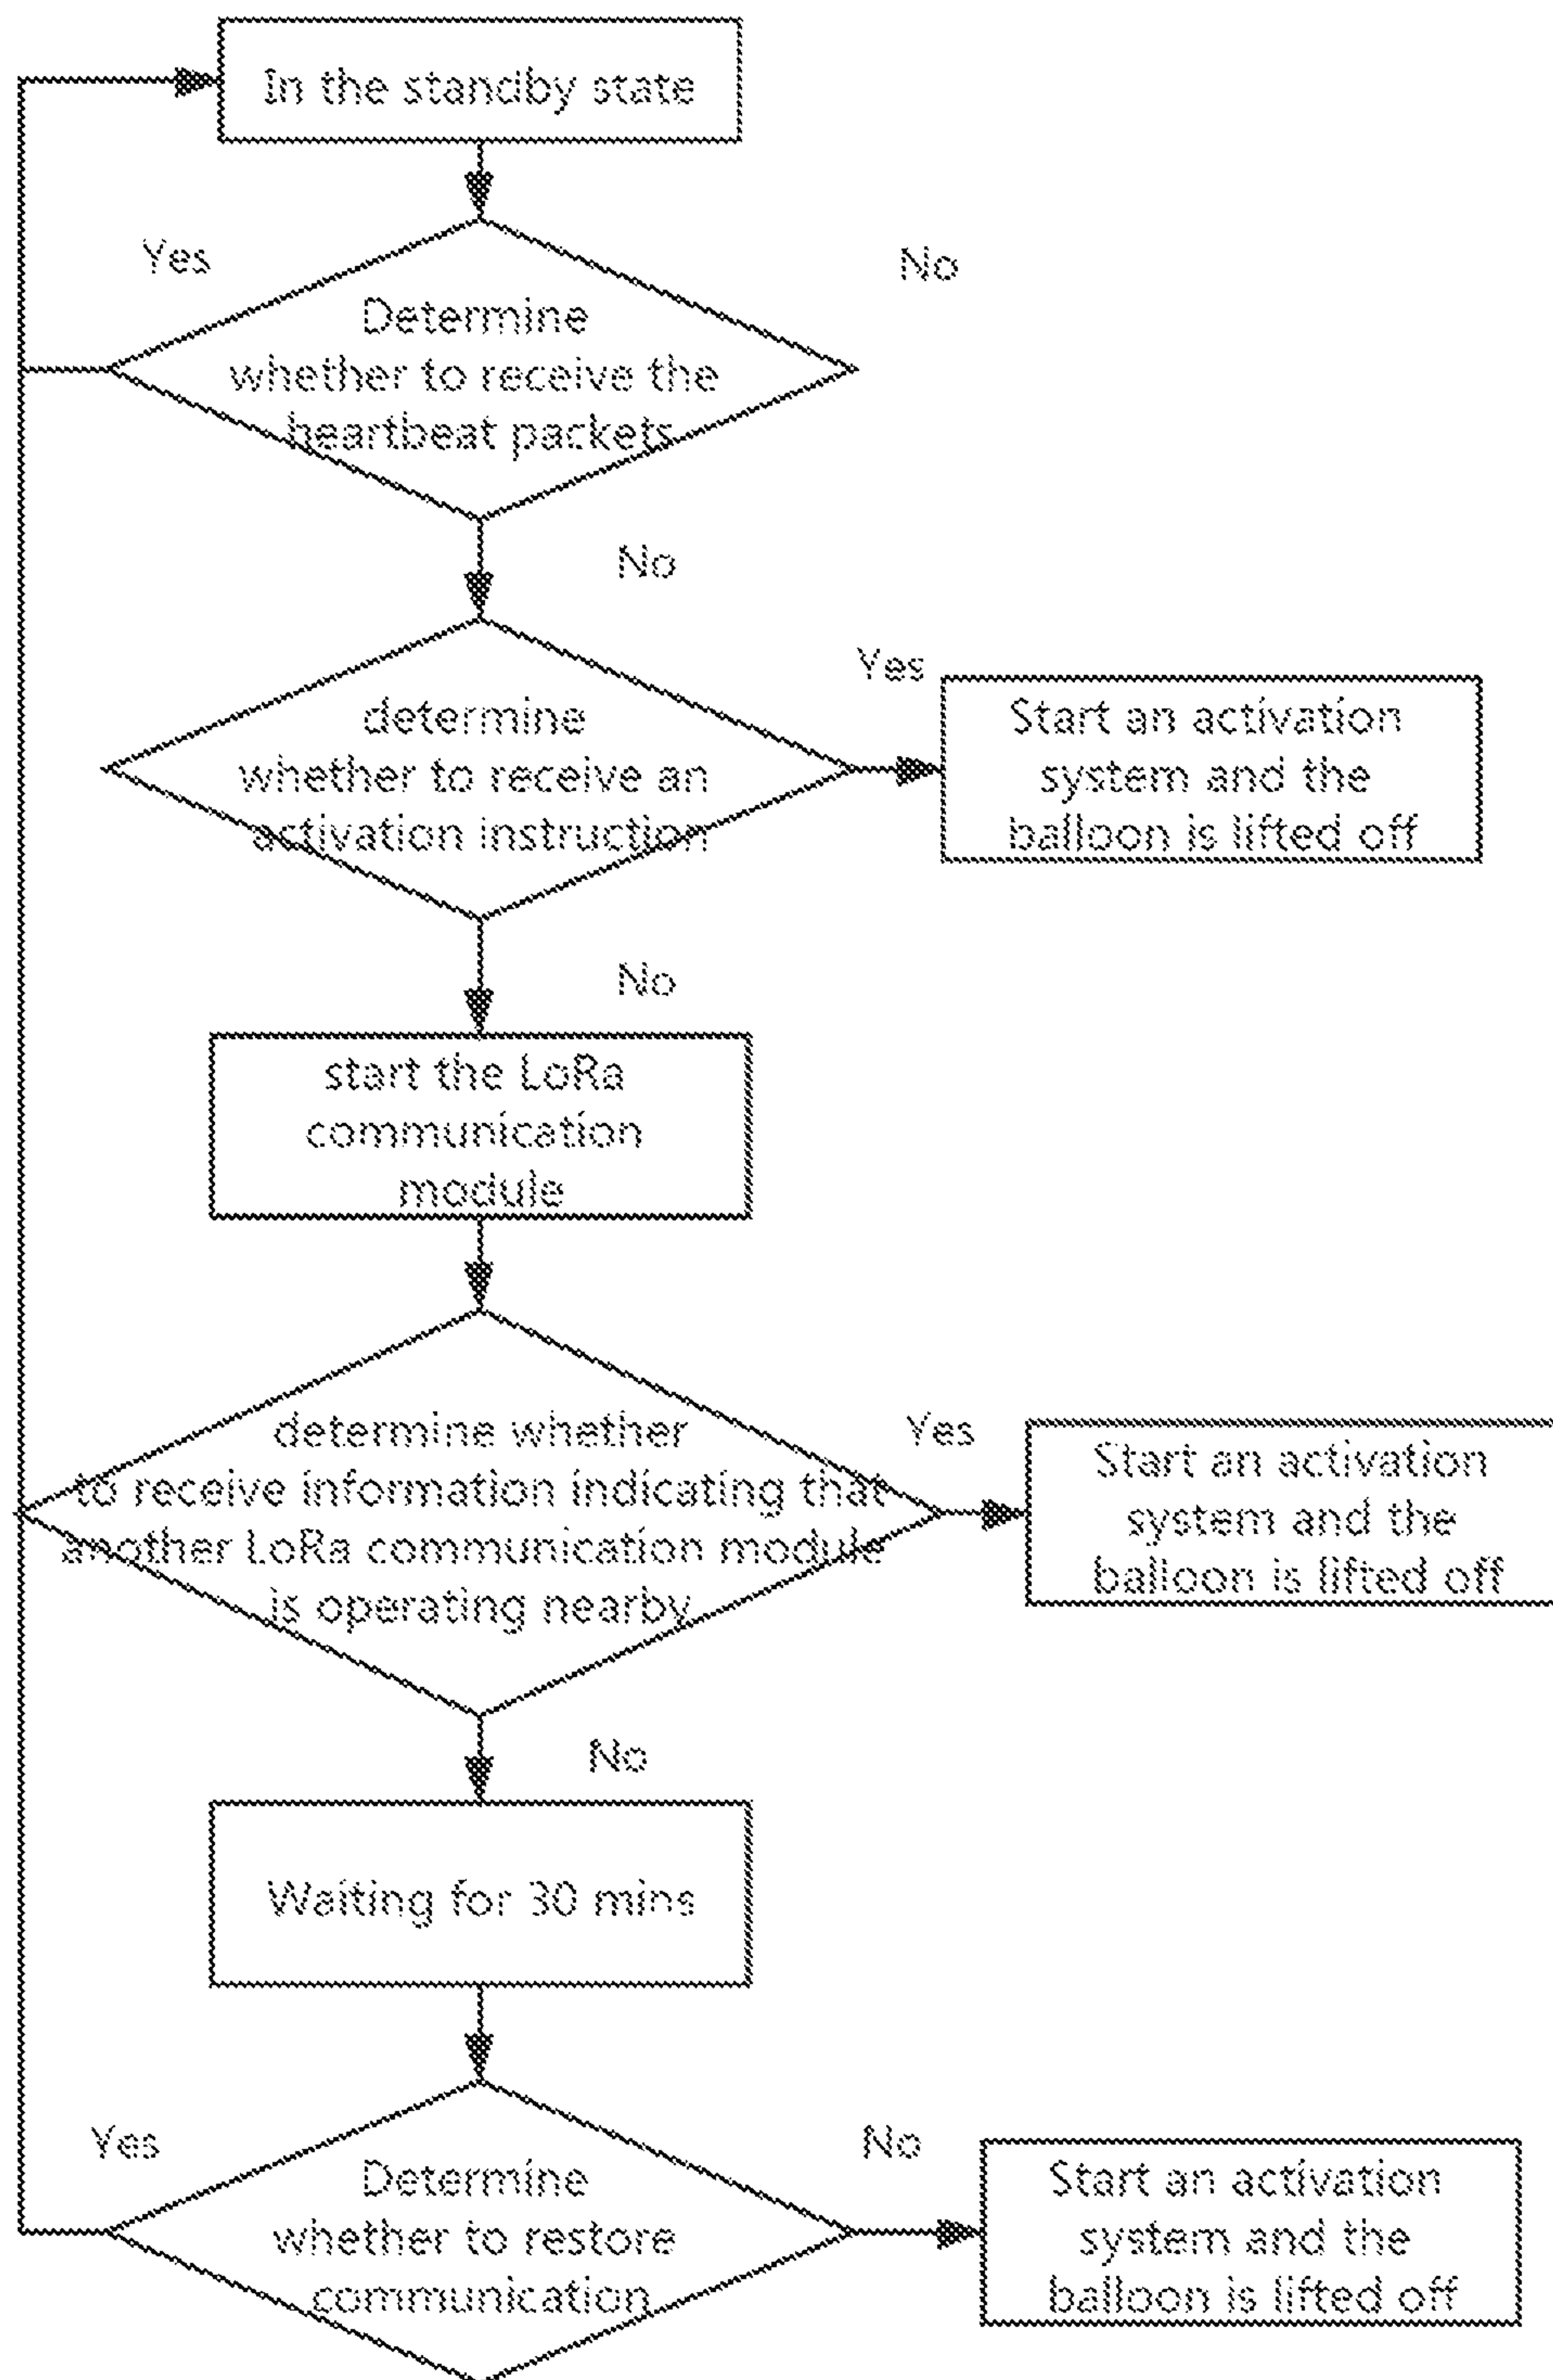 In the standby state
Yes
No
Determine
whether to receive the
heartbeat packets
No
determine
whether to receive an
activation instruction
Yes
Start an activation
system and the
balloon is lifted off
No
start the LoRa
communication
module
determine whether
to receive information indicating that
another LoRa communication module
is operating nearby
Yes
Start an activation
system and the
balloon is lifted off
No
Waiting for 30 mins
Yes
Determine
whether to restore
communication
No
Start an activation
system and the
balloon is lifted off